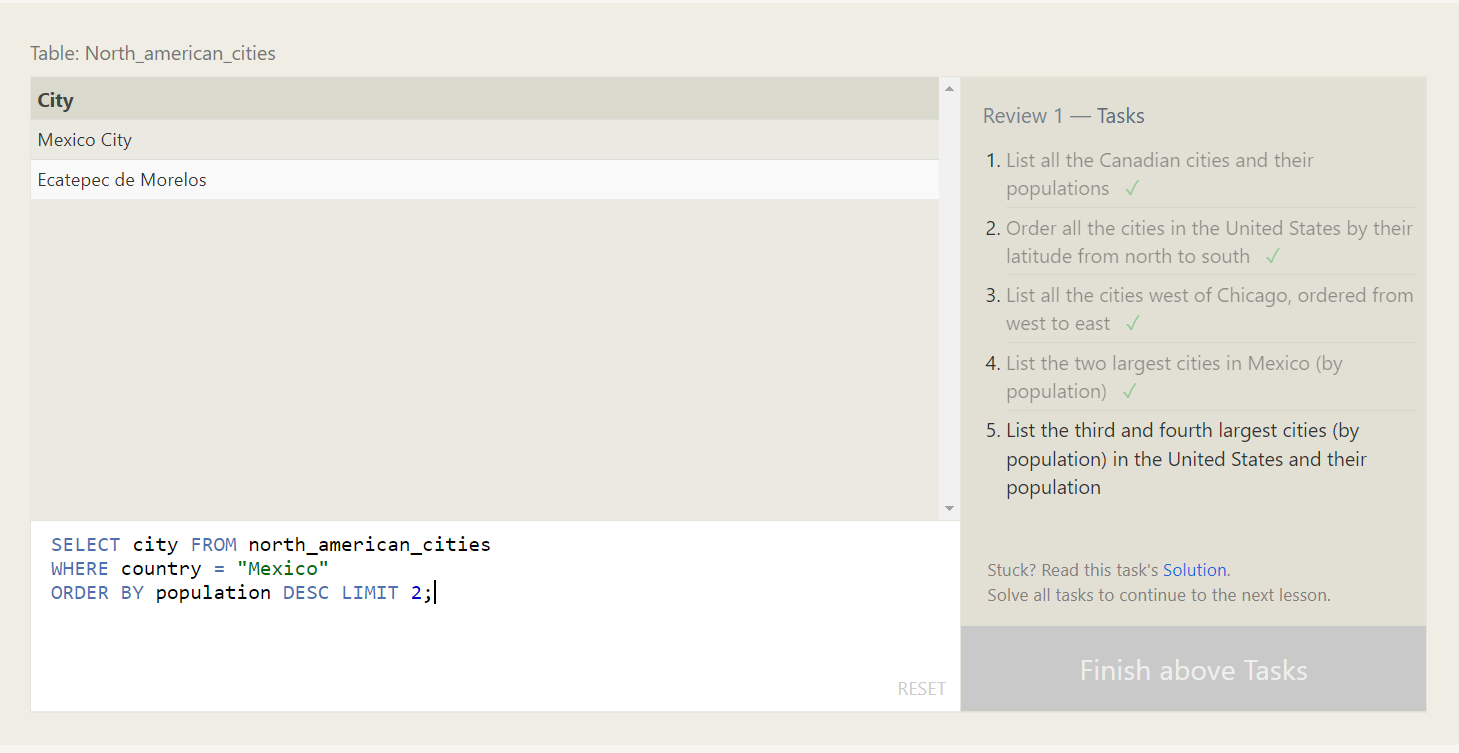 Table: North_american_cities
City
Mexico City
Ecatepec de Morelos
SELECT city FROM north_american_cities
WHERE country = "Mexico"
ORDER BY population DESC LIMIT 2;
RESET
Review 1 — Tasks
1. List all the Canadian cities and their
populations ✓
2. Order all the cities in the United States by their
latitude from north to south ✓
3. List all the cities west of Chicago, ordered from
west to east ✓
4. List the two largest cities in Mexico (by
population) ✓
5. List the third and fourth largest cities (by
population) in the United States and their
population
Stuck? Read this task's Solution.
Solve all tasks to continue to the next lesson.
Finish above Tasks